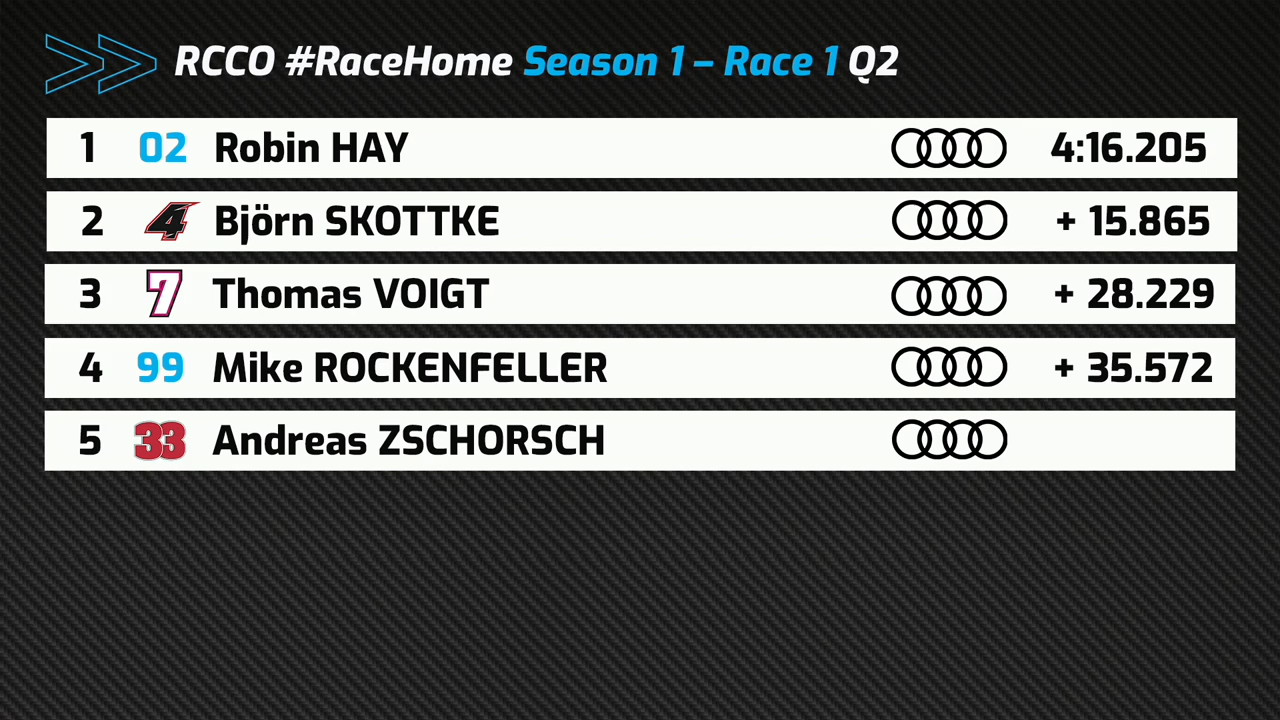 RCCO #RaceHome Season 1 – Race 1 Q2
1 02 Robin HAY 4:16.205
2 4 Björn SKOTTKE + 15.865
3 7 Thomas VOIGT + 28.229
4 99 Mike ROCKENFELLER + 35.572
5 33 Andreas ZSCHORSCH